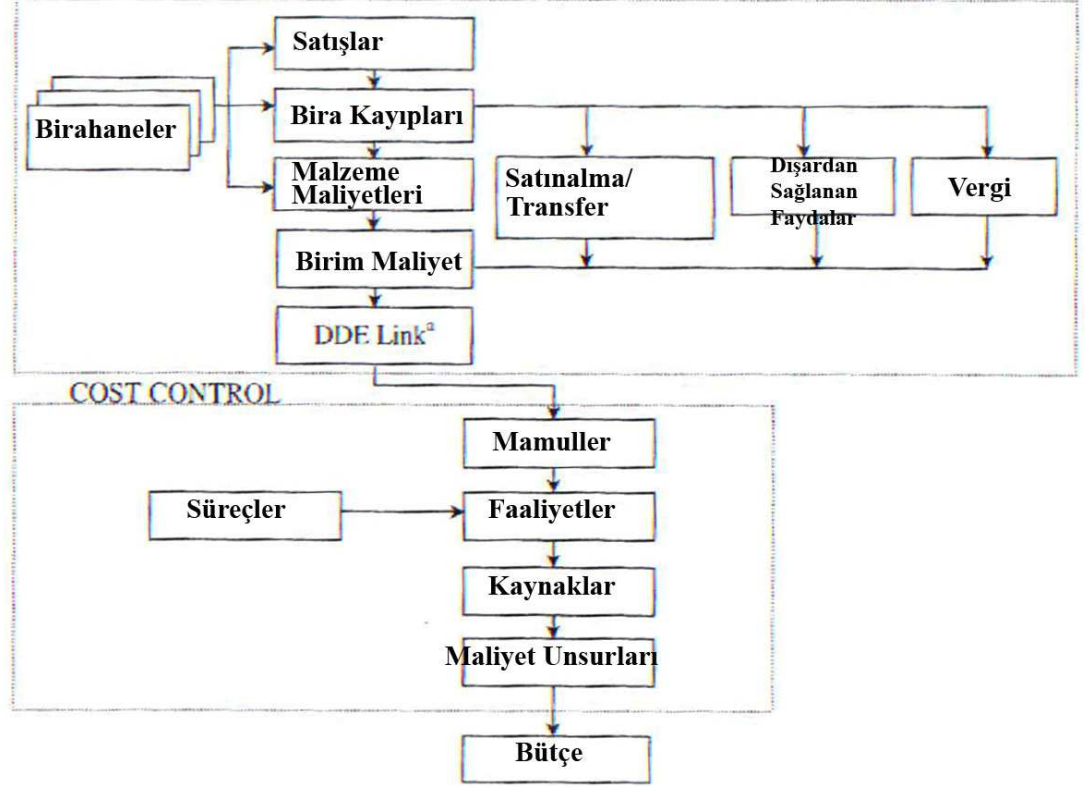 Satışlar
Birahaneler
Bira Kayıpları
Malzeme
Maliyetleri
Satınalma/
Transfer
Dışardan
Sağlanan
Faydalar
Vergi
Birim Maliyet
DDE Linkª
COST CONTROL
Mamuller
Süreçler
Faaliyetler
Kaynaklar
Maliyet Unsurları
Bütçe